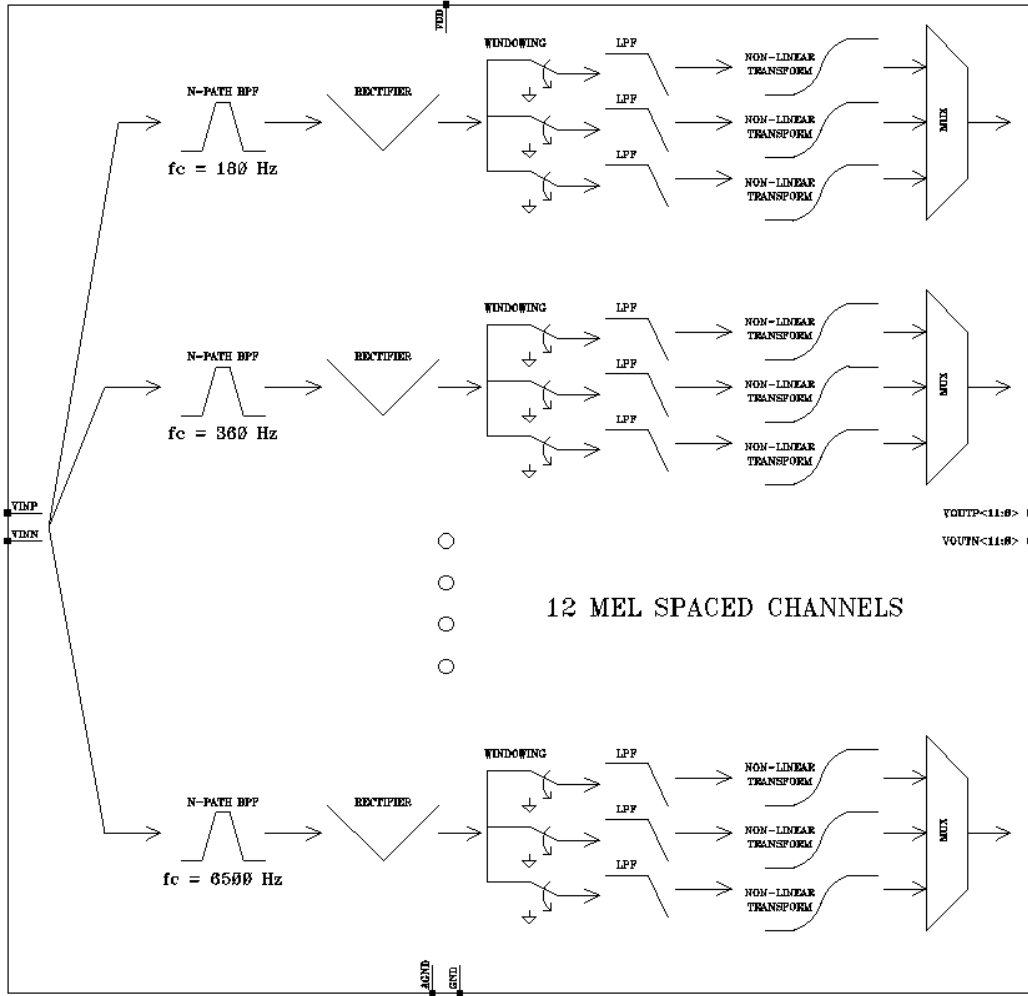 VDD
WINDOWING
LPF
NON-LINEAR
TRANSFORM
N-PATH BPF
RECTIFIER
LPF
NON-LINEAR
TRANSFORM
MUX
fc = 180 Hz
LPF
NON-LINEAR
TRANSFORM
WINDOWING
LPF
NON-LINEAR
TRANSFORM
N-PATH BPF
RECTIFIER
LPF
NON-LINEAR
TRANSFORM
MUX
fc = 360 Hz
LPF
NON-LINEAR
TRANSFORM
VINP
VINN
VOUTP<11:0>
VOUTN<11:0>
12 MEL SPACED CHANNELS
WINDOWING
LPF
NON-LINEAR
TRANSFORM
N-PATH BPF
RECTIFIER
LPF
NON-LINEAR
TRANSFORM
MUX
fc = 6500 Hz
LPF
NON-LINEAR
TRANSFORM
AGND
GND